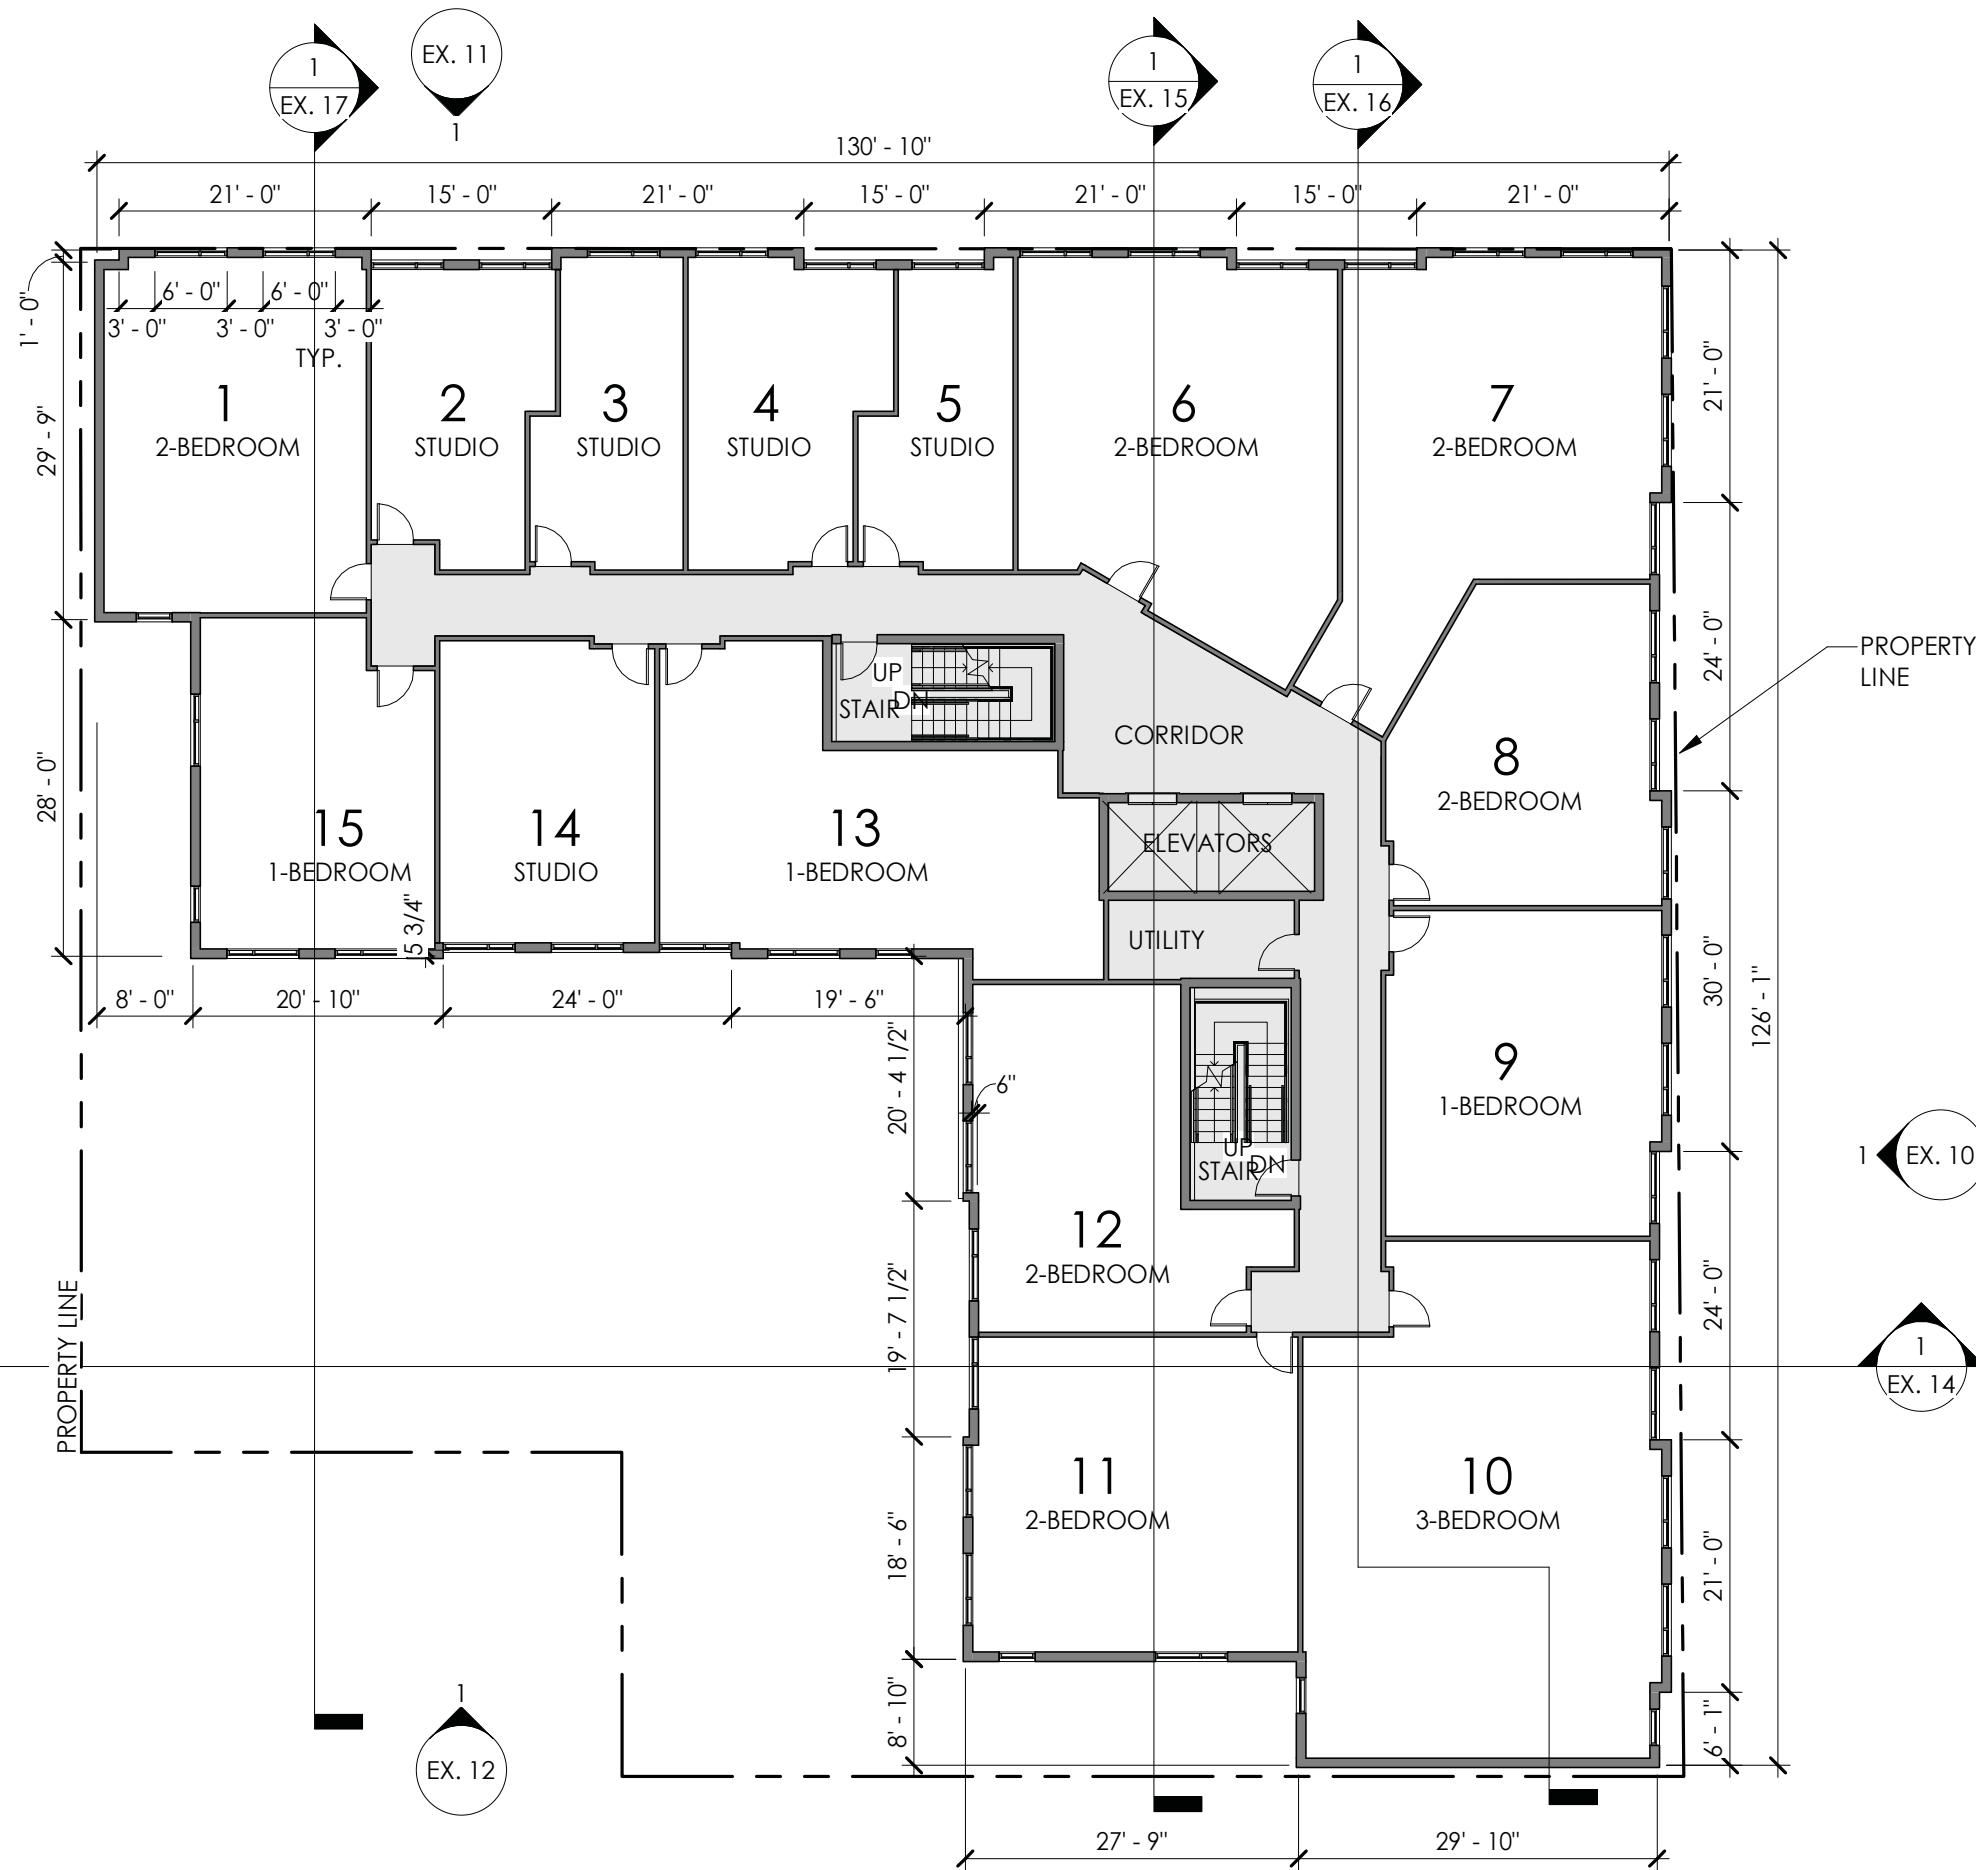 1
EX. 17
EX. 11
1
1
EX. 15
1
EX. 16
130' - 10"
21' - 0"
15' - 0"
21' - 0"
15' - 0"
21' - 0"
15' - 0"
21' - 0"
1' - 0"
6' - 0"
6' - 0"
3' - 0"
3' - 0"
3' - 0"
TYP.
29' - 9"
21' - 0"
1
2-BEDROOM
2
STUDIO
3
STUDIO
4
STUDIO
5
STUDIO
6
2-BEDROOM
7
2-BEDROOM
24' - 0"
PROPERTY
LINE
UP
DN
STAIR
CORRIDOR
8
2-BEDROOM
28' - 0"
15
1-BEDROOM
14
STUDIO
13
1-BEDROOM
ELEVATORS
5 3/4"
UTILITY
30' - 0"
126' - 1"
8' - 0"
20' - 10"
24' - 0"
19' - 6"
20' - 4 1/2"
6"
9
1-BEDROOM
UP
DN
STAIR
1
EX. 10
12
2-BEDROOM
19' - 7 1/2"
24' - 0"
PROPERTY LINE
1
EX. 14
11
2-BEDROOM
10
3-BEDROOM
18' - 6"
21' - 0"
8' - 10"
6' - 1"
1
EX. 12
27' - 9"
29' - 10"